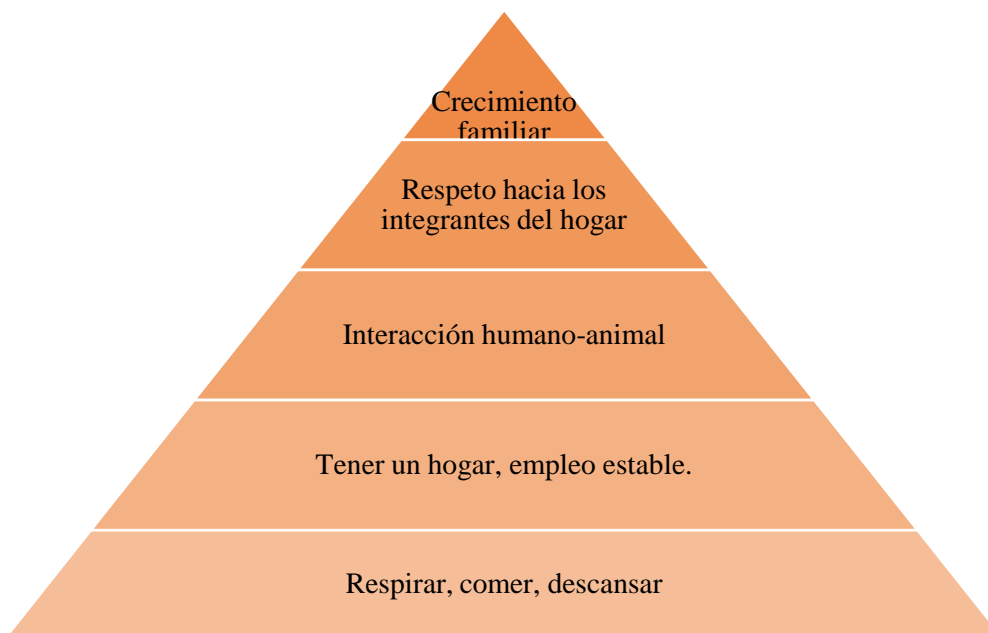 Crecimiento
familiar
Respeto hacia los
integrantes del hogar
Interacción humano-animal
Tener un hogar, empleo estable.
Respirar, comer, descansar